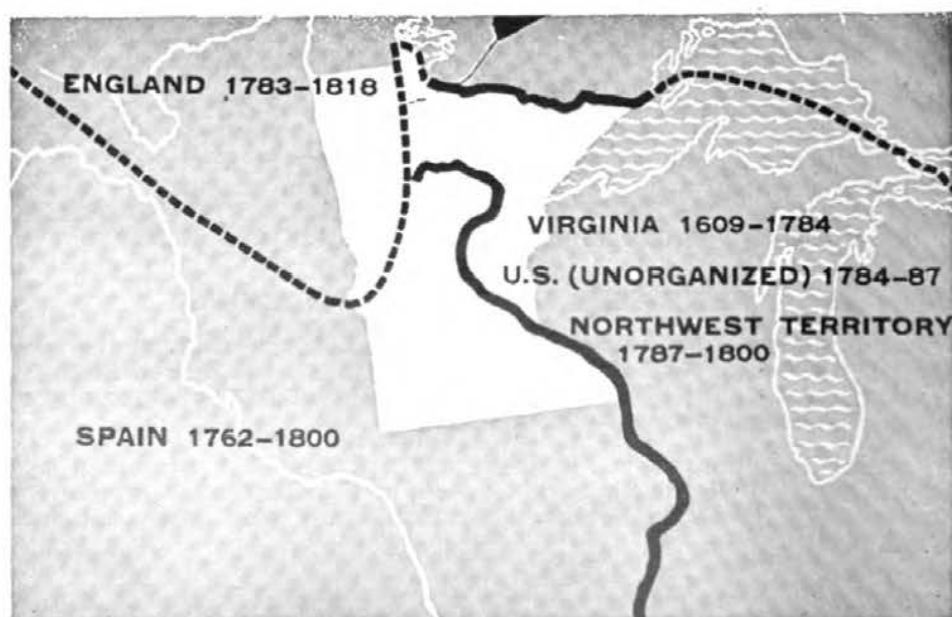 ENGLAND 1783–1818
VIRGINIA 1609–1784
U.S. (UNORGANIZED) 1784–87
NORTHWEST TERRITORY
1787–1800
SPAIN 1762–1800